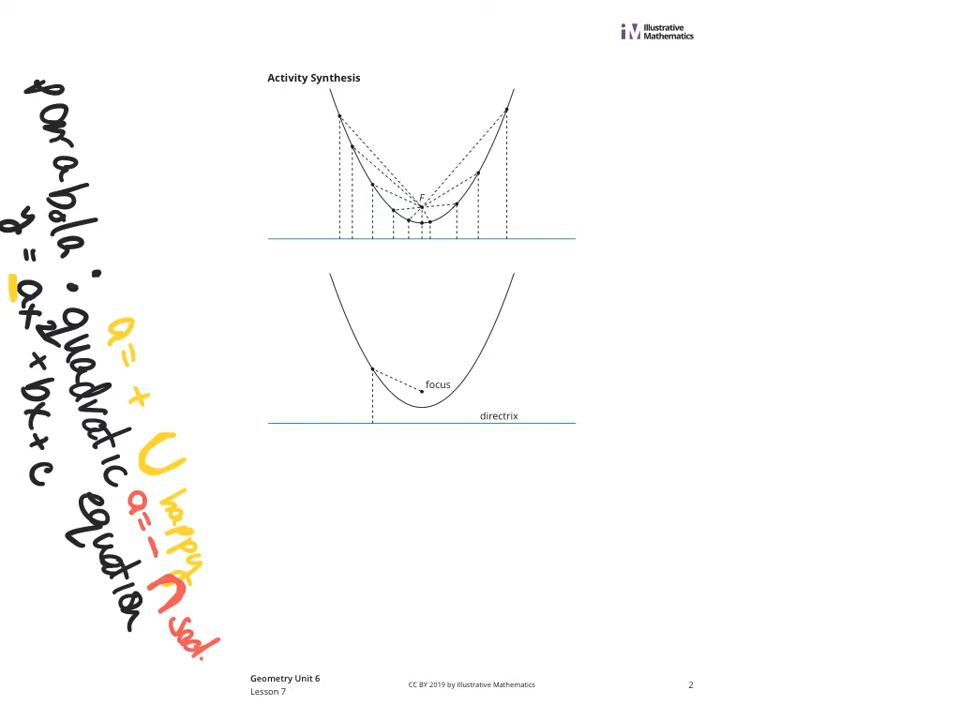 Illustrative
Mathematics
Activity Synthesis
F
focus
directrix
parabola : quadratic equation
y = ax² + bx + c
a = + U happy
a = - n sad.
Geometry Unit 6
Lesson 7
CC BY 2019 by Illustrative Mathematics
2